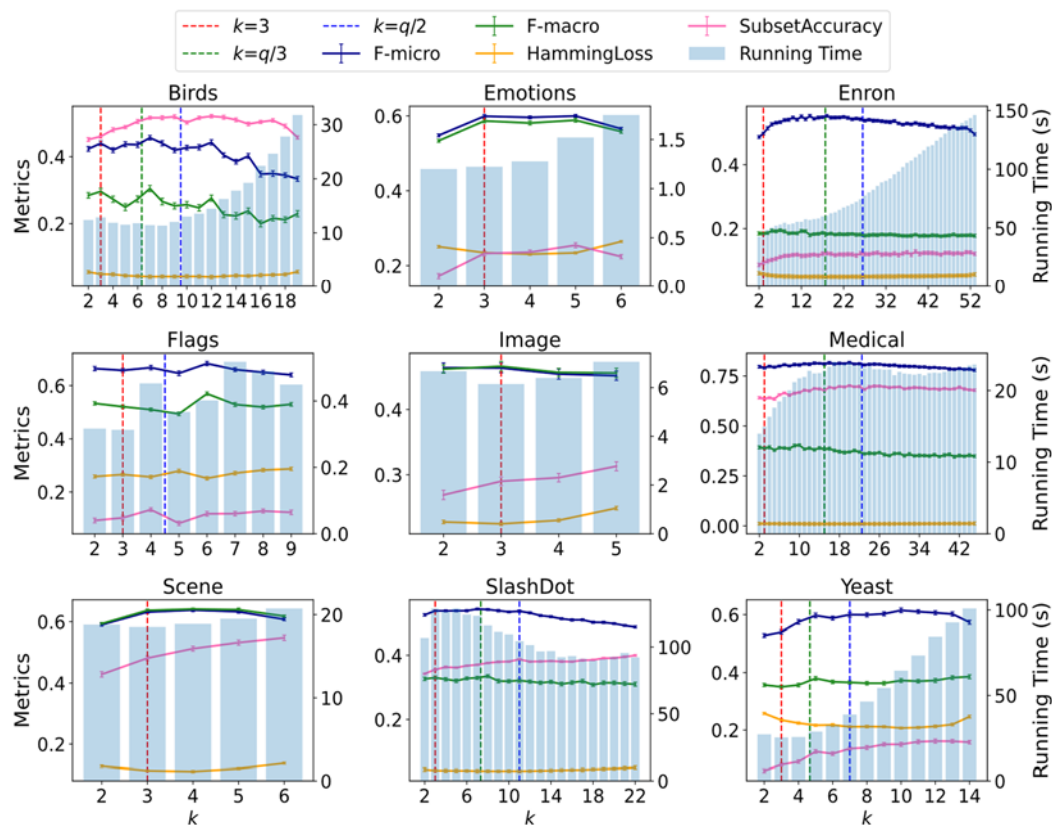 k=3 k=q/2 F-macro SubsetAccuracy
k=q/3 F-micro HammingLoss Running Time
Birds Emotions Enron
Metrics
0.4
0.2
30
20
10
0
2 4 6 8 10 12 14 16 18
0.6
0.4
0.2
1.5
1.0
0.5
0.0
2 3 4 5 6
0.6
0.4
0.2
150
100
50
0
2 12 22 32 42 52
Running Time (s)
Flags Image Medical
Metrics
0.6
0.4
0.2
0.4
0.2
0.0
2 3 4 5 6 7 8 9
0.4
0.3
6
4
2
0
2 3 4 5
0.75
0.50
0.25
0.00
20
10
0
2 10 18 26 34 42
Running Time (s)
Scene SlashDot Yeast
Metrics
0.6
0.4
0.2
20
10
0
2 3 4 5 6
k
0.4
0.2
100
50
0
2 6 10 14 18 22
k
0.6
0.4
0.2
100
50
0
2 4 6 8 10 12 14
k
Running Time (s)